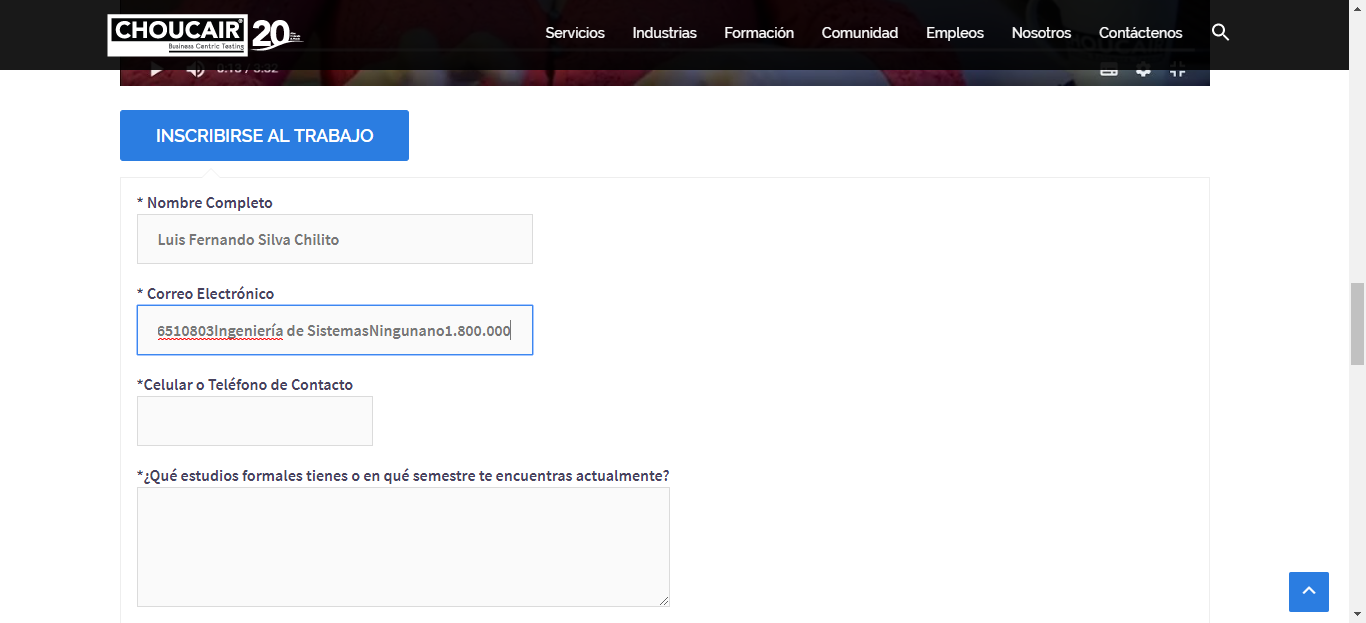 CHOUCAIR
Business Centric Testing
20
Servicios Industrias Formación Comunidad Empleos Nosotros Contáctenos
0:13 / 3:32
INSCRIBIRSE AL TRABAJO
* Nombre Completo
Luis Fernando Silva Chilito
* Correo Electrónico
6510803Ingeniería de SistemasNingunano1.800.000
*Celular o Teléfono de Contacto
*¿Qué estudios formales tienes o en qué semestre te encuentras actualmente?